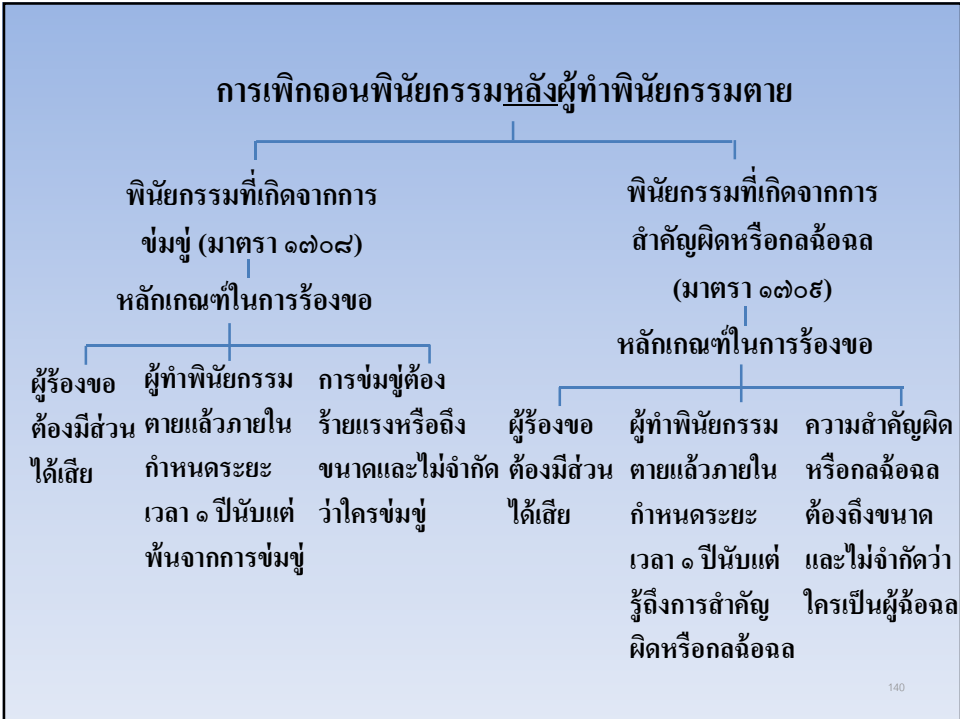 การเพิกถอนพินัยกรรมหลังผู้ทำพินัยกรรมตาย
พินัยกรรมที่เกิดจากการ
ข่มขู่ (มาตรา ๑๗๐๘)
หลักเกณฑ์ในการร้องขอ
ผู้ร้องขอ
ต้องมีส่วน
ได้เสีย
ผู้ทำพินัยกรรม
ตายแล้วภายใน
กำหนดระยะ
เวลา ๑ ปีนับแต่
พ้นจากการข่มขู่
การข่มขู่ต้อง
ร้ายแรงหรือถึง
ขนาดและไม่จำกัด
ว่าใครข่มขู่
พินัยกรรมที่เกิดจากการ
สำคัญผิดหรือกลฉ้อฉล
(มาตรา ๑๗๐๙)
หลักเกณฑ์ในการร้องขอ
ผู้ร้องขอ
ต้องมีส่วน
ได้เสีย
ผู้ทำพินัยกรรม
ตายแล้วภายใน
กำหนดระยะ
เวลา ๑ ปีนับแต่
รู้ถึงการสำคัญ
ผิดหรือกลฉ้อฉล
ความสำคัญผิด
หรือกลฉ้อฉล
ต้องถึงขนาด
และไม่จำกัดว่า
ใครเป็นผู้ฉ้อฉล
140